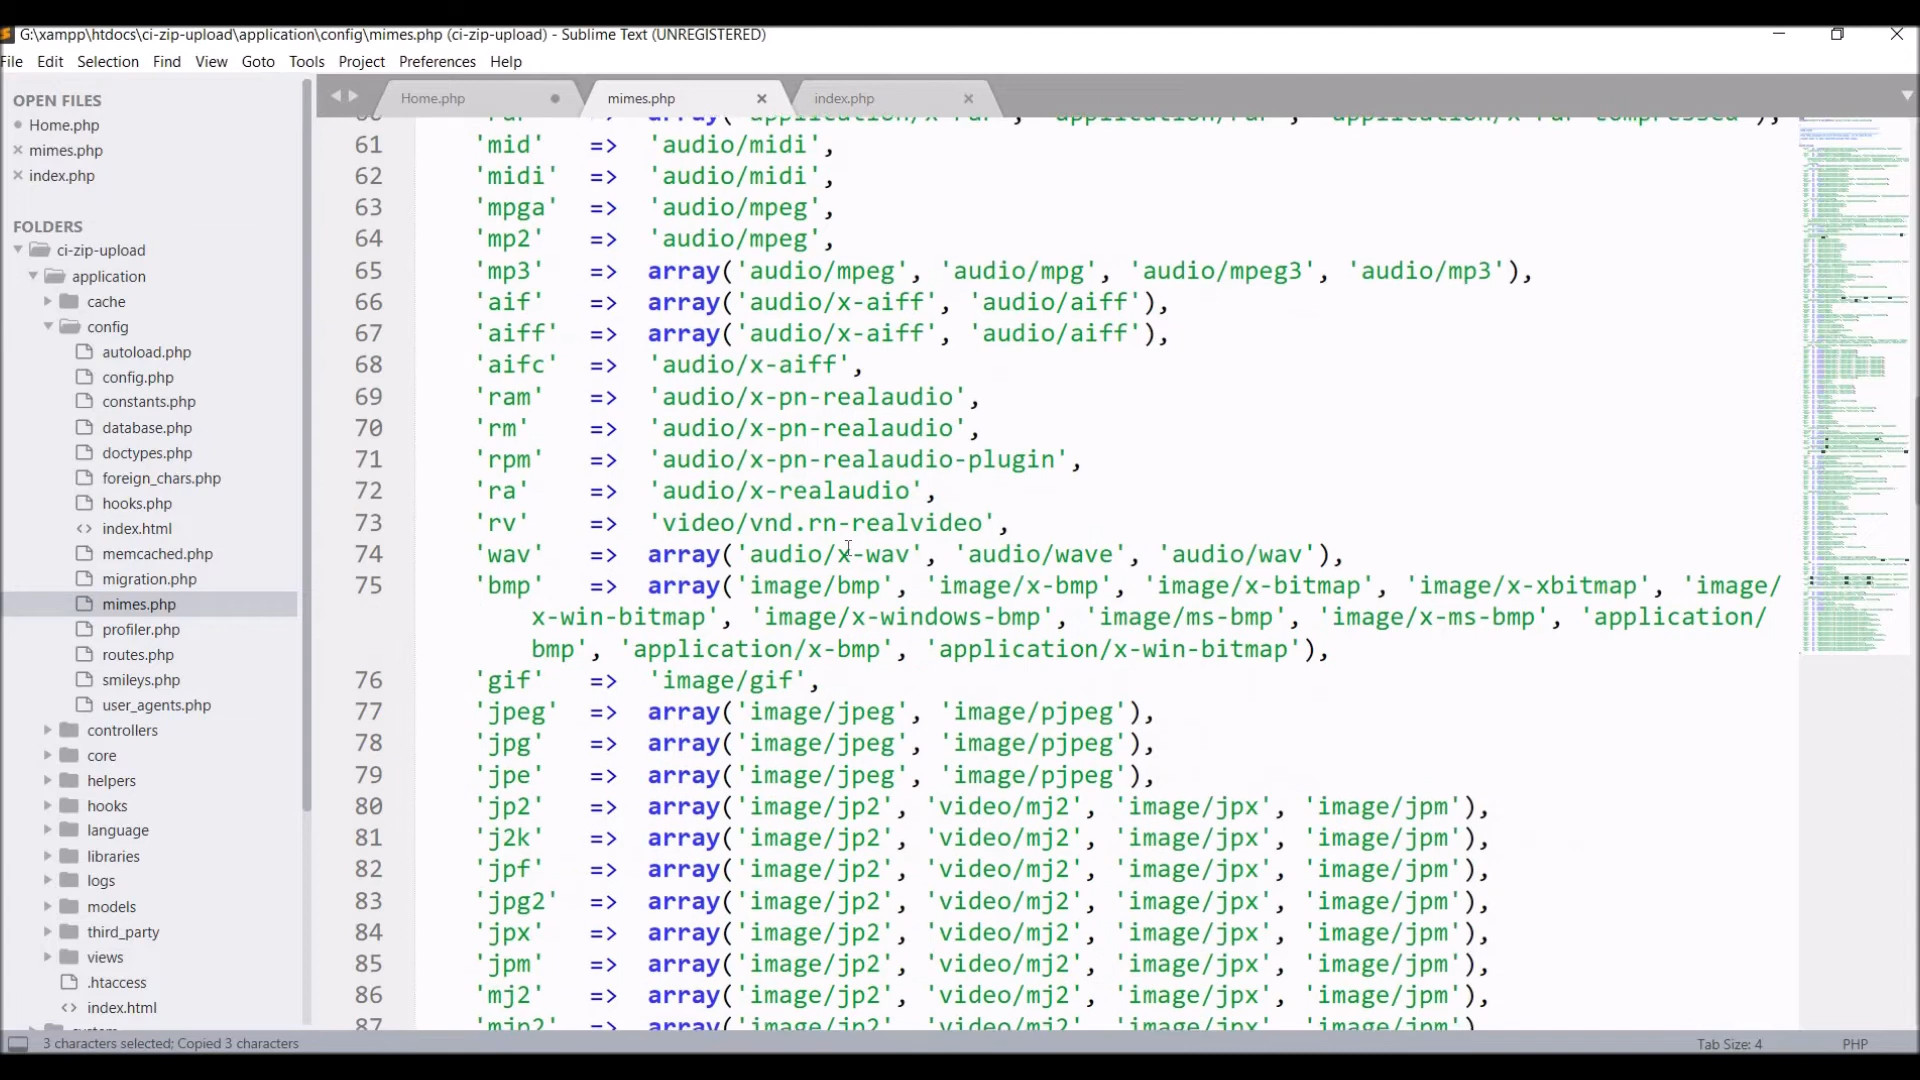 G:\xampp\htdocs\ci-zip-upload\application\config\mimes.php (ci-zip-upload) - Sublime Text (UNREGISTERED)
File Edit Selection Find View Goto Tools Project Preferences Help
OPEN FILES
Home.php
mimes.php
index.php
FOLDERS
ci-zip-upload
application
cache
config
autoload.php
config.php
constants.php
database.php
doctypes.php
foreign_chars.php
hooks.php
index.html
memcached.php
migration.php
mimes.php
profiler.php
routes.php
smileys.php
user_agents.php
controllers
core
helpers
hooks
language
libraries
logs
models
third_party
views
.htaccess
index.html
Home.php mimes.php index.php
61 'mid' => 'audio/midi',
62 'midi' => 'audio/midi',
63 'mpga' => 'audio/mpeg',
64 'mp2' => 'audio/mpeg',
65 'mp3' => array('audio/mpeg', 'audio/mpg', 'audio/mpeg3', 'audio/mp3'),
66 'aif' => array('audio/x-aiff', 'audio/aiff'),
67 'aiff' => array('audio/x-aiff', 'audio/aiff'),
68 'aifc' => 'audio/x-aiff',
69 'ram' => 'audio/x-pn-realaudio',
70 'rm' => 'audio/x-pn-realaudio',
71 'rpm' => 'audio/x-pn-realaudio-plugin',
72 'ra' => 'audio/x-realaudio',
73 'rv' => 'video/vnd.rn-realvideo',
74 'wav' => array('audio/x-wav', 'audio/wave', 'audio/wav'),
75 'bmp' => array('image/bmp', 'image/x-bmp', 'image/x-bitmap', 'image/x-xbitmap', 'image/
x-win-bitmap', 'image/x-windows-bmp', 'image/ms-bmp', 'image/x-ms-bmp', 'application/
bmp', 'application/x-bmp', 'application/x-win-bitmap'),
76 'gif' => 'image/gif',
77 'jpeg' => array('image/jpeg', 'image/pjpeg'),
78 'jpg' => array('image/jpeg', 'image/pjpeg'),
79 'jpe' => array('image/jpeg', 'image/pjpeg'),
80 'jp2' => array('image/jp2', 'video/mj2', 'image/jpx', 'image/jpm'),
81 'j2k' => array('image/jp2', 'video/mj2', 'image/jpx', 'image/jpm'),
82 'jpf' => array('image/jp2', 'video/mj2', 'image/jpx', 'image/jpm'),
83 'jpg2' => array('image/jp2', 'video/mj2', 'image/jpx', 'image/jpm'),
84 'jpx' => array('image/jp2', 'video/mj2', 'image/jpx', 'image/jpm'),
85 'jpm' => array('image/jp2', 'video/mj2', 'image/jpx', 'image/jpm'),
86 'mj2' => array('image/jp2', 'video/mj2', 'image/jpx', 'image/jpm'),
3 characters selected; Copied 3 characters Tab Size: 4 PHP